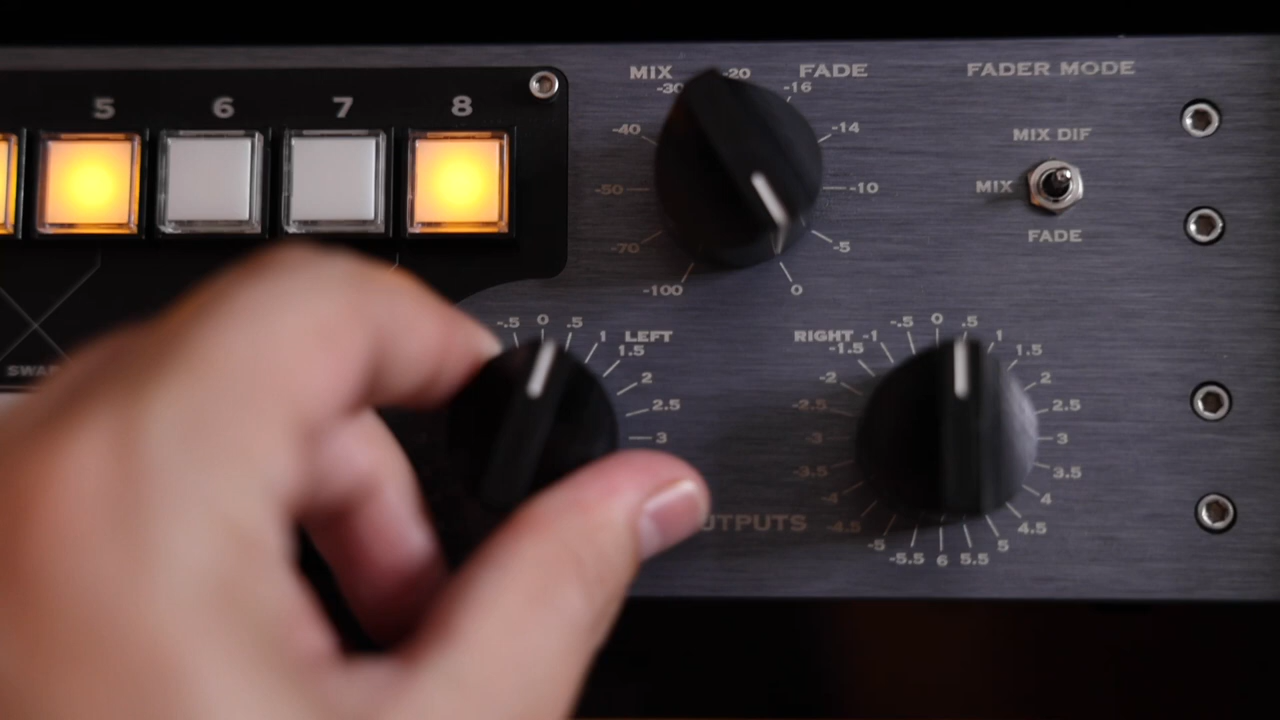 5 6 7 8
MIX -20 FADE
-30 -16
-40 -14
-50 -10
-70 -5
-100 0
FADER MODE
MIX DIF
MIX
FADE
-.5 0 .5 1 LEFT
1.5
2
2.5
3
RIGHT -1 -.5 0 .5 1
-1.5 1.5
-2 2
-2.5 2.5
-3 3
-3.5 3.5
-4 4
-4.5 4.5
-5 5
-5.5 6 5.5